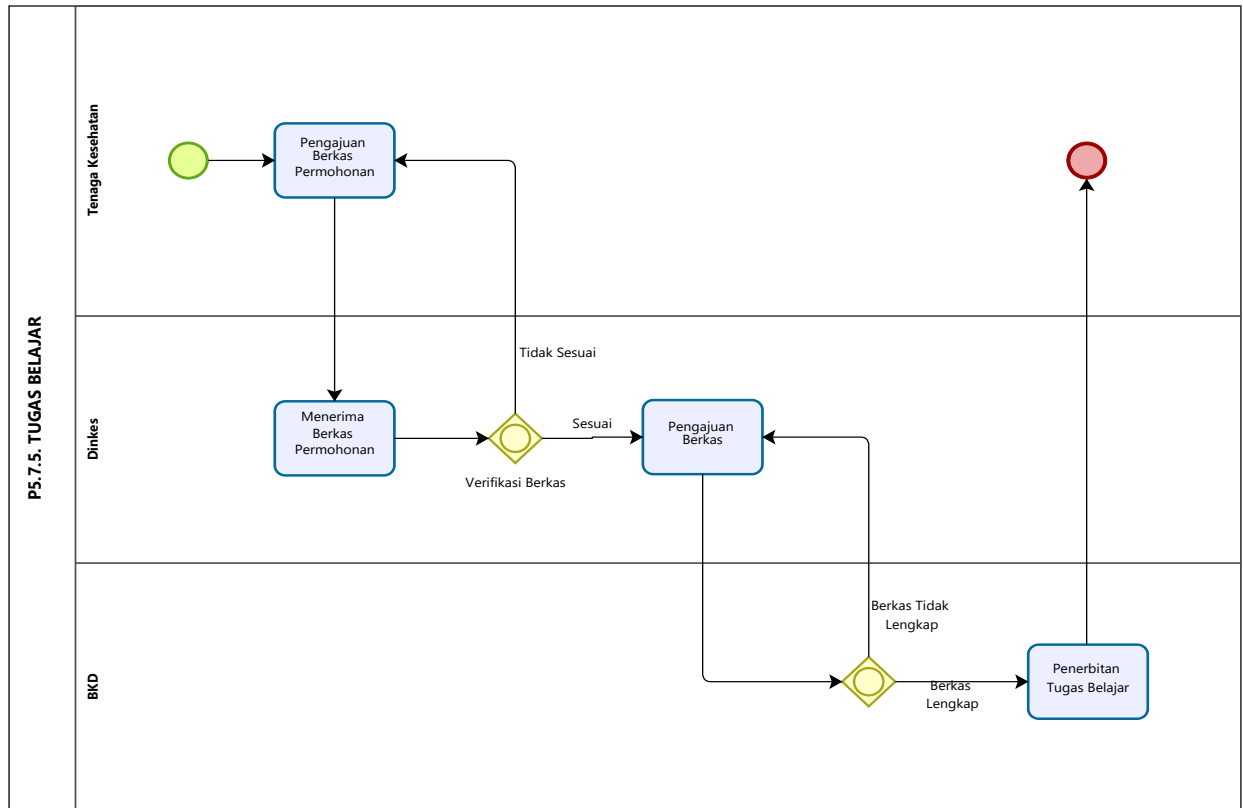 P5.7.5. TUGAS BELAJAR
Tenaga Kesehatan
Pengajuan
Berkas
Permohonan
Dinkes
Tidak Sesuai
Menerima
Berkas
Permohonan
Verifikasi Berkas
Sesuai
Pengajuan
Berkas
BKD
Berkas Tidak
Lengkap
Berkas
Lengkap
Penerbitan
Tugas Belajar